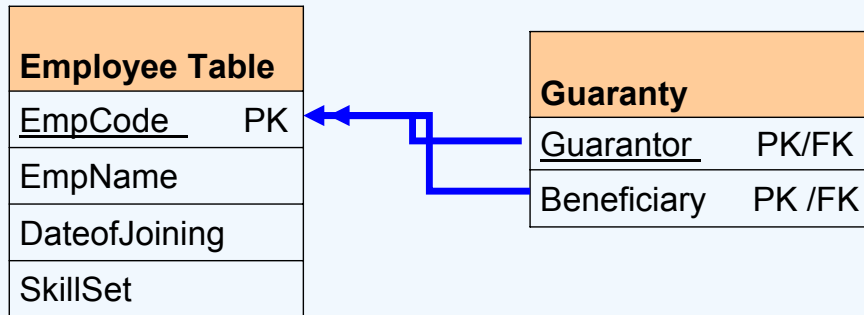 Employee Table
EmpCode PK
EmpName
DateofJoining
SkillSet
Guaranty
Guarantor PK/FK
Beneficiary PK /FK